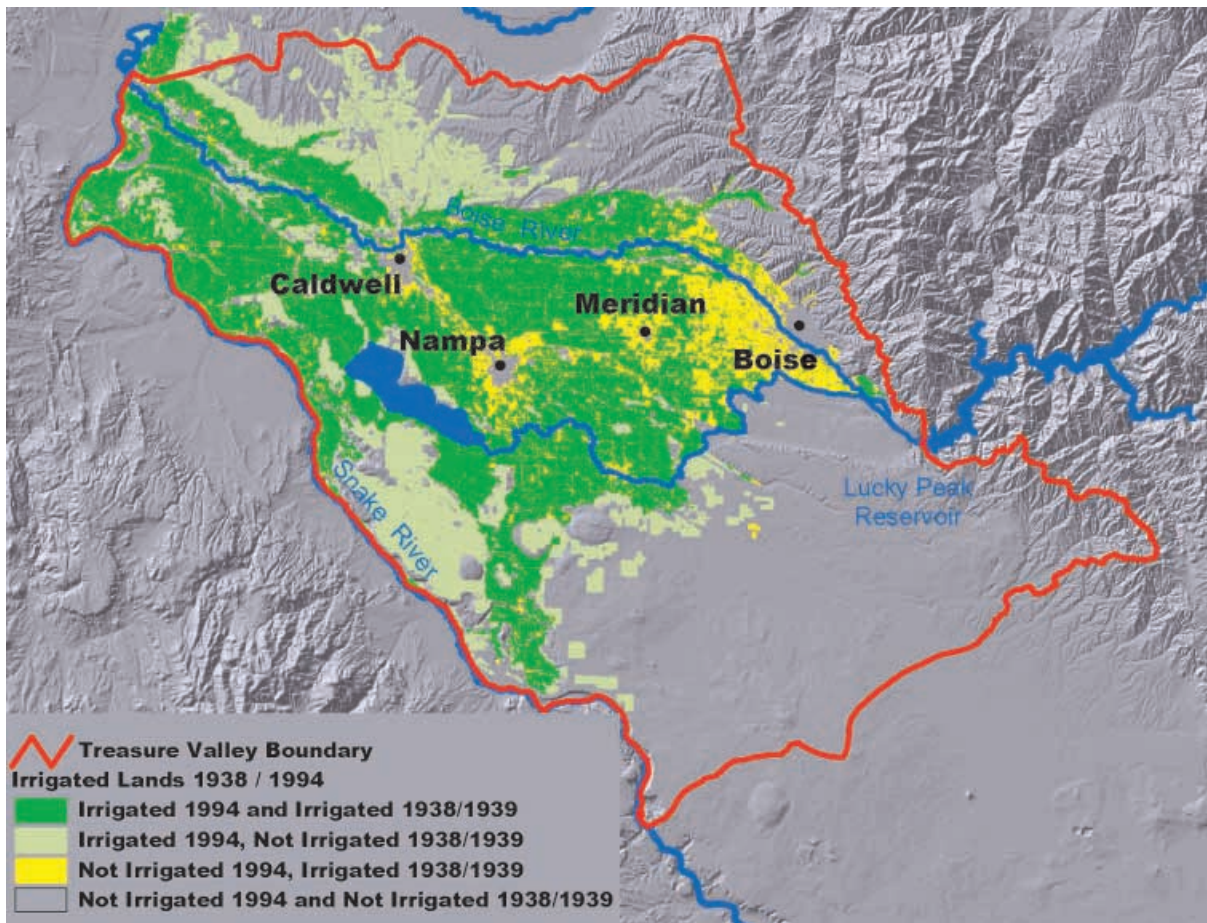 Boise River
Caldwell
Meridian
Nampa
Boise
Snake River
Lucky Peak
Reservoir
Treasure Valley Boundary
Irrigated Lands 1938 / 1994
Irrigated 1994 and Irrigated 1938/1939
Irrigated 1994, Not Irrigated 1938/1939
Not Irrigated 1994, Irrigated 1938/1939
Not Irrigated 1994 and Not Irrigated 1938/1939